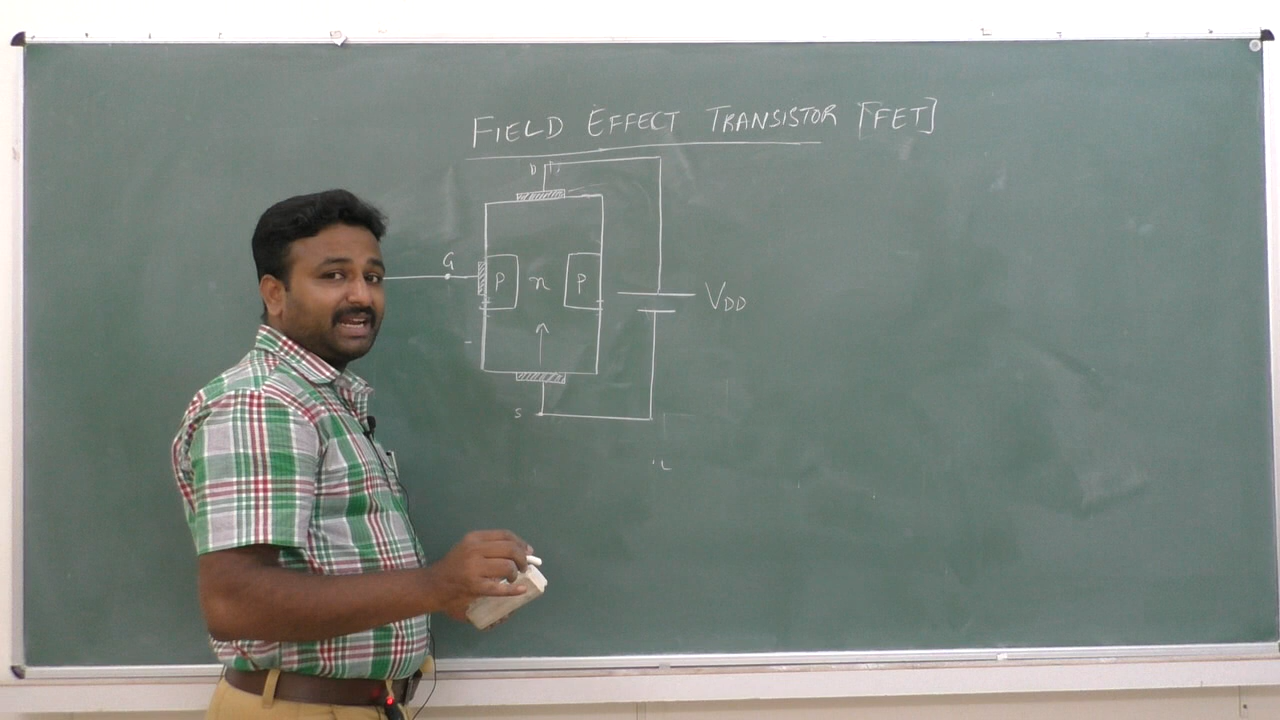 FIELD EFFECT TRANSISTOR [FET]
D
G
P n P
VDD
S